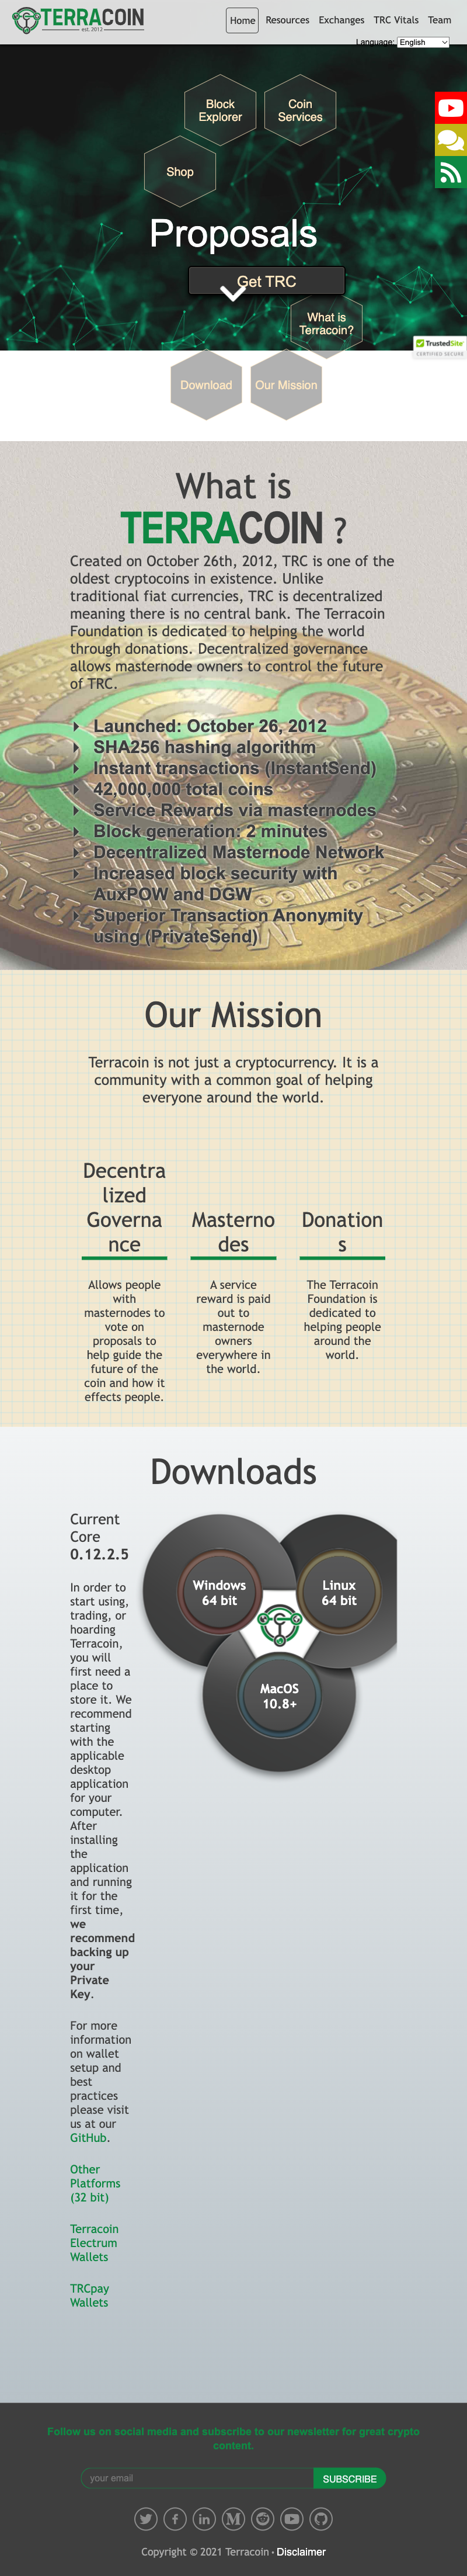 TERRACOIN
est. 2012
Home Resources Exchanges TRC Vitals Team
Language: English
Block
Explorer
Coin
Services
Shop
Proposals
Get TRC
What is
Terracoin?
TrustedSite
CERTIFIED SECURE
Download
Our Mission
What is
TERRACOIN ?
Created on October 26th, 2012, TRC is one of the
oldest cryptocoins in existence. Unlike
traditional fiat currencies, TRC is decentralized
meaning there is no central bank. The Terracoin
Foundation is dedicated to helping the world
through donations. Decentralized governance
allows masternode owners to control the future
of TRC.
Launched: October 26, 2012
SHA256 hashing algorithm
Instant transactions (InstantSend)
42,000,000 total coins
Service Rewards via masternodes
Block generation: 2 minutes
Decentralized Masternode Network
Increased block security with
AuxPOW and DGW
Superior Transaction Anonymity
using (PrivateSend)
Our Mission
Terracoin is not just a cryptocurrency. It is a
community with a common goal of helping
everyone around the world.
Decentra
lized
Governa
nce
Allows people
with
masternodes to
vote on
proposals to
help guide the
future of the
coin and how it
effects people.
Masterno
des
A service
reward is paid
out to
masternode
owners
everywhere in
the world.
Donation
s
The Terracoin
Foundation is
dedicated to
helping people
around the
world.
Downloads
Current
Core
0.12.2.5
In order to
start using,
trading, or
hoarding
Terracoin,
you will
first need a
place to
store it. We
recommend
starting
with the
applicable
desktop
application
for your
computer.
After
installing
the
application
and running
it for the
first time,
we
recommend
backing up
your
Private
Key.
For more
information
on wallet
setup and
best
practices
please visit
us at our
GitHub.
Other
Platforms
(32 bit)
Terracoin
Electrum
Wallets
TRCpay
Wallets
Windows
64 bit
Linux
64 bit
MacOS
10.8+
Follow us on social media and subscribe to our newsletter for great crypto
content.
your email
SUBSCRIBE
Copyright © 2021 Terracoin · Disclaimer